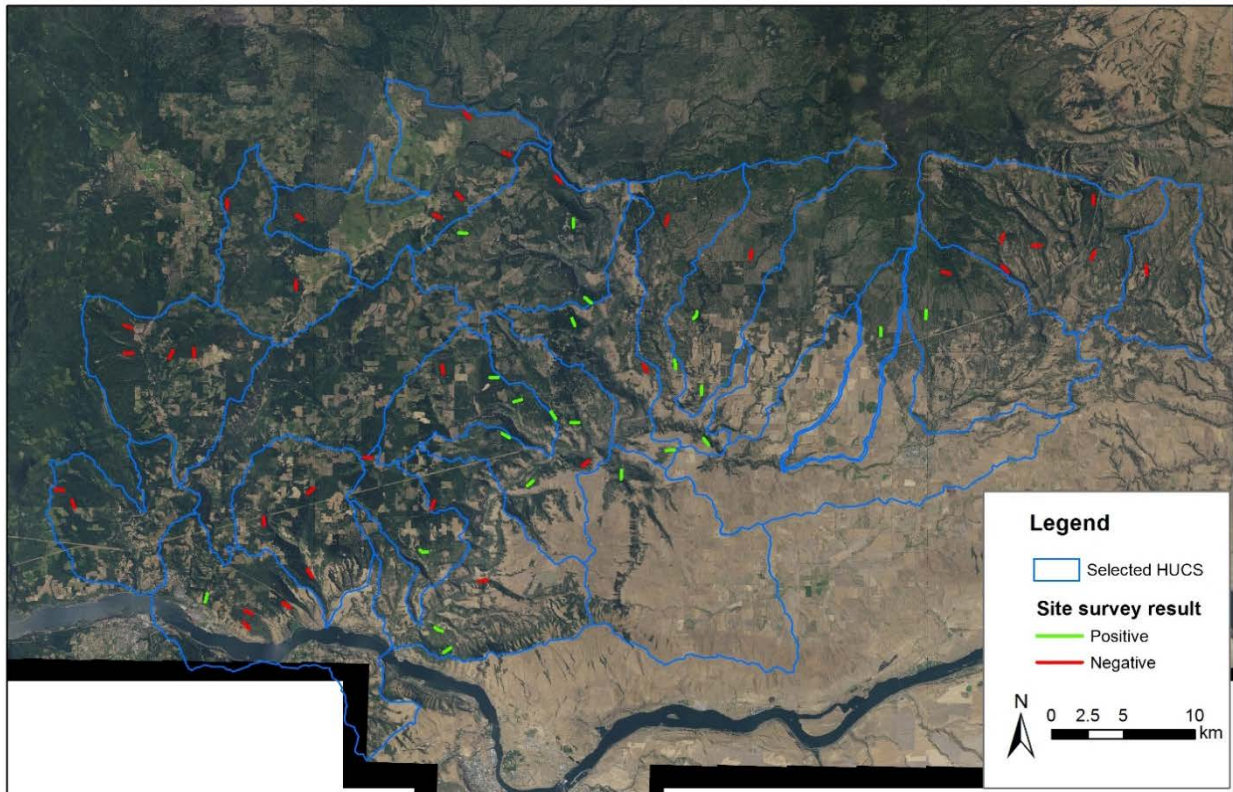 Legend
Selected HUCS
Site survey result
Positive
Negative
N
0 2.5 5 10
km